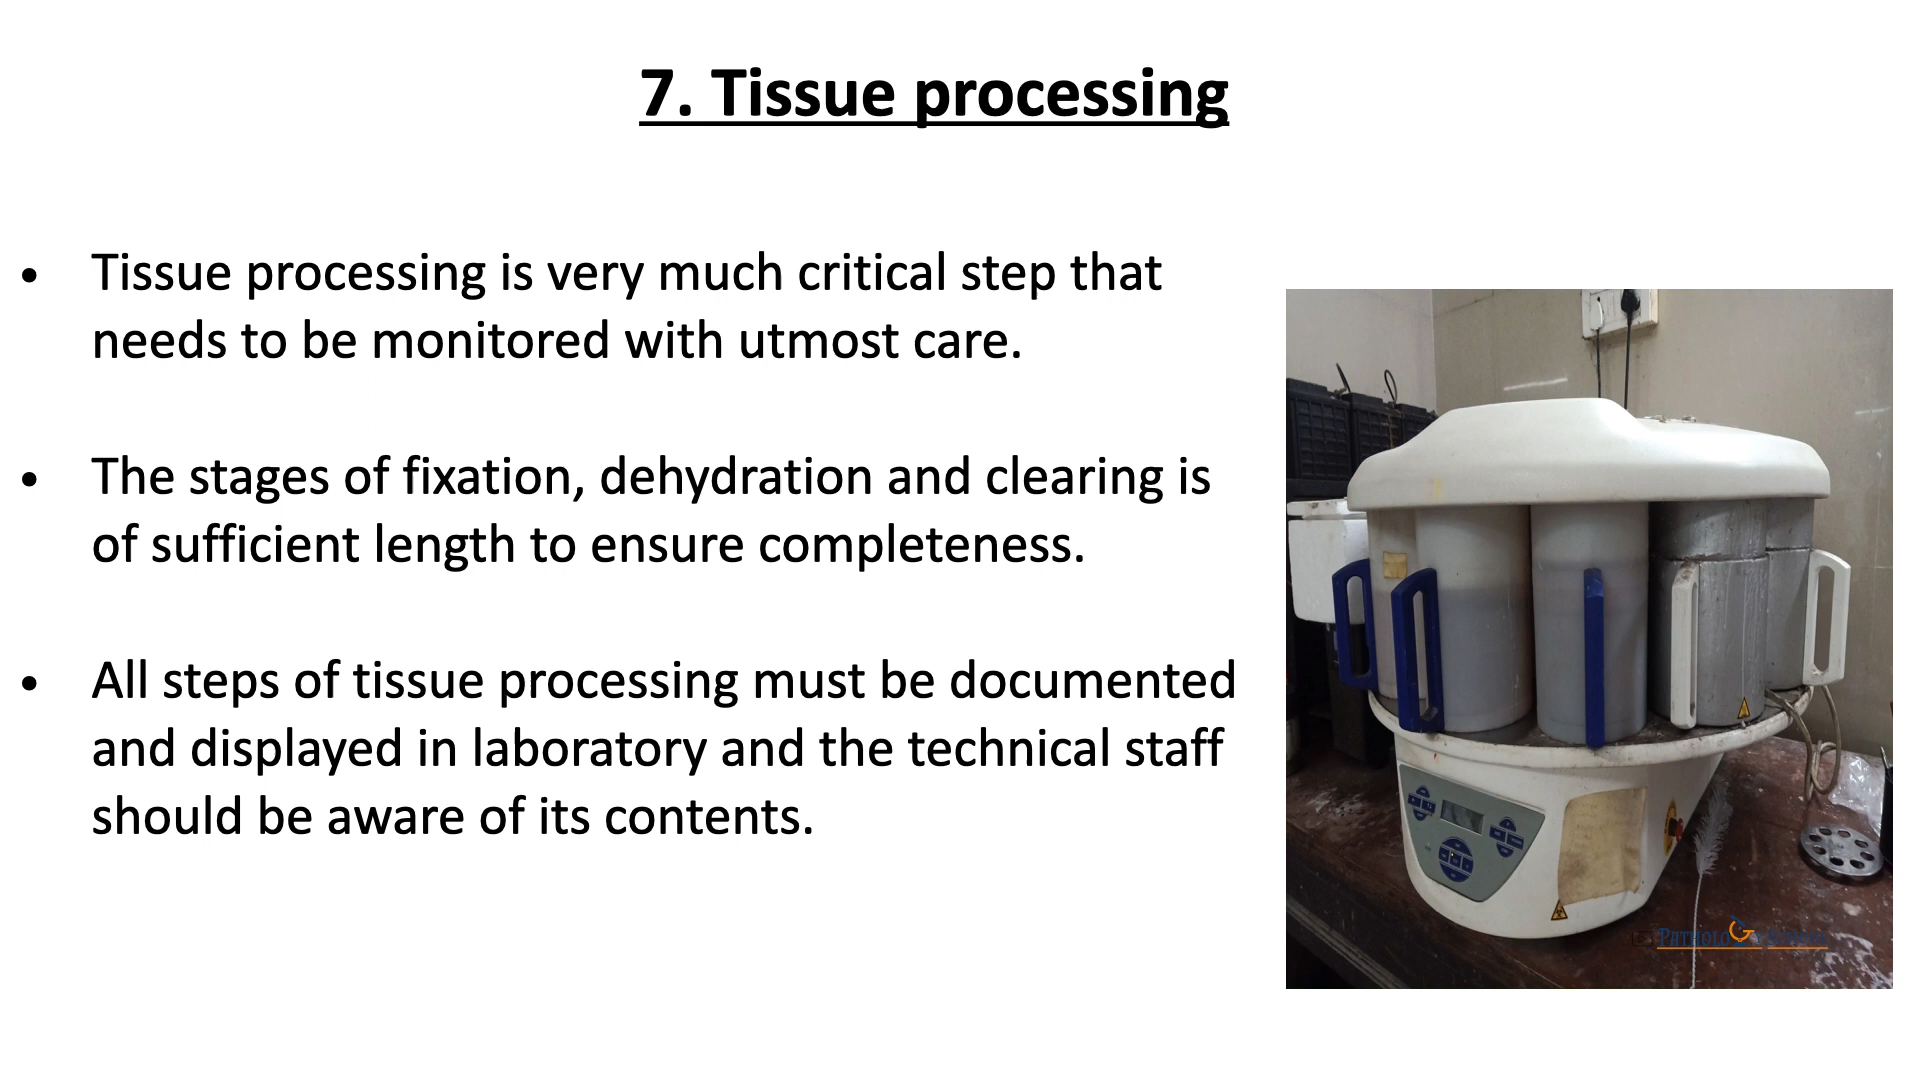 7. Tissue processing
• Tissue processing is very much critical step that
needs to be monitored with utmost care.
• The stages of fixation, dehydration and clearing is
of sufficient length to ensure completeness.
• All steps of tissue processing must be documented
and displayed in laboratory and the technical staff
should be aware of its contents.